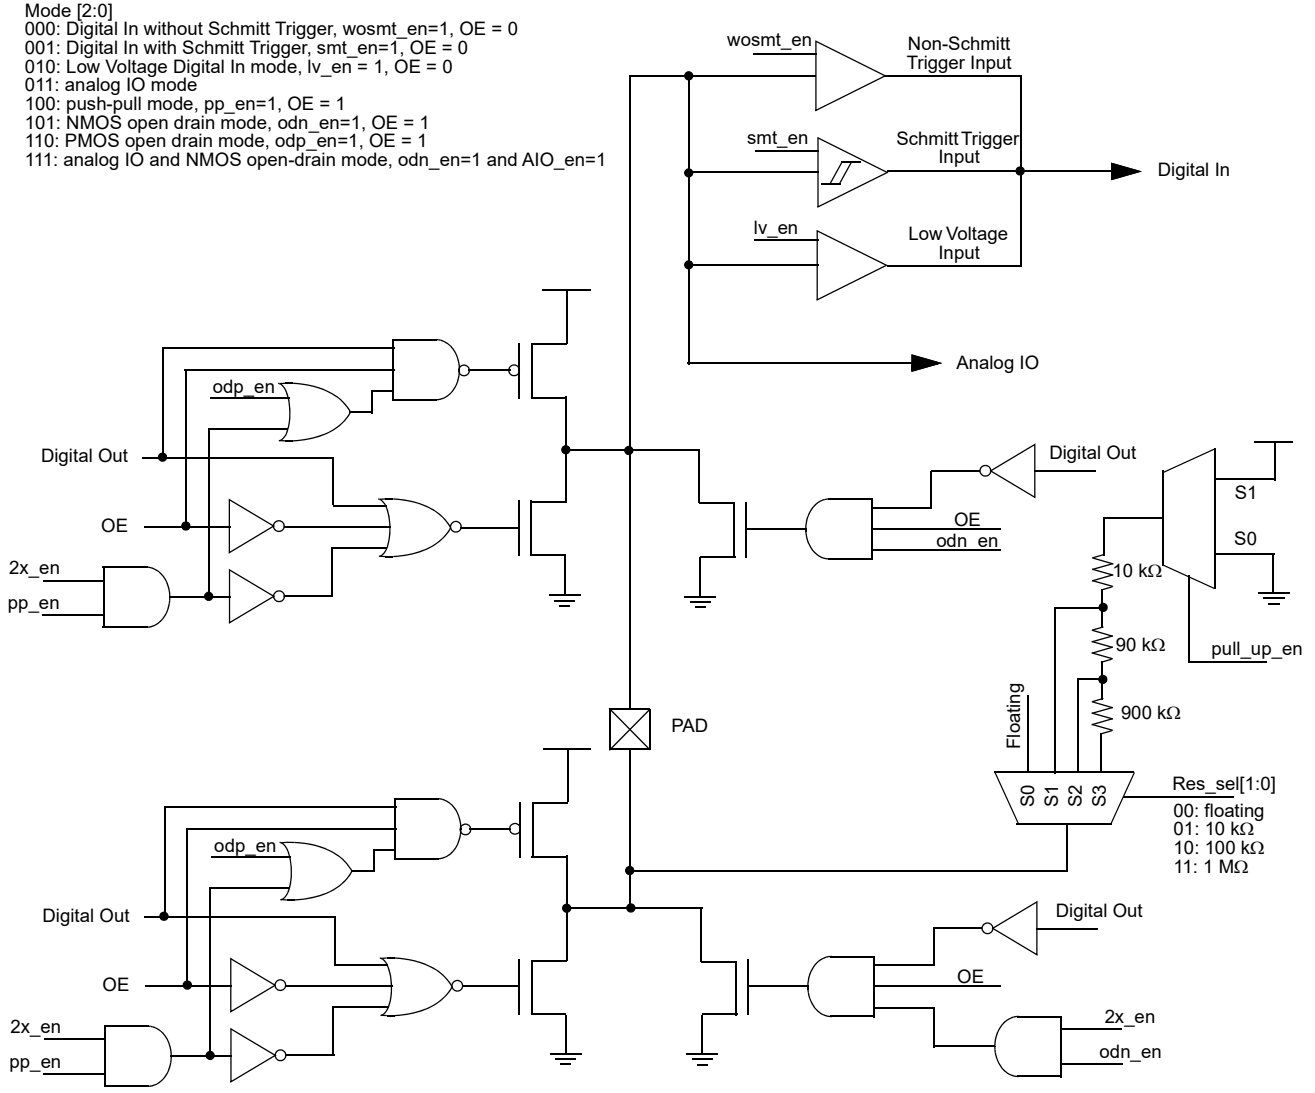 Mode [2:0]
000: Digital In without Schmitt Trigger, wosmt_en=1, OE = 0
001: Digital In with Schmitt Trigger, smt_en=1, OE = 0
010: Low Voltage Digital In mode, lv_en = 1, OE = 0
011: analog IO mode
100: push-pull mode, pp_en=1, OE = 1
101: NMOS open drain mode, odn_en=1, OE = 1
110: PMOS open drain mode, odp_en=1, OE = 1
111: analog IO and NMOS open-drain mode, odn_en=1 and AIO_en=1
wosmt_en
Non-Schmitt
Trigger Input
smt_en
Schmitt Trigger
Input
Digital In
lv_en
Low Voltage
Input
Analog IO
odp_en
Digital Out
OE
2x_en
pp_en
Digital Out
OE
odn_en
S1
S0
10 kΩ
90 kΩ
900 kΩ
pull_up_en
Floating
PAD
S0
S1
S2
S3
Res_sel[1:0]
00: floating
01: 10 kΩ
10: 100 kΩ
11: 1 MΩ
odp_en
Digital Out
OE
2x_en
pp_en
Digital Out
OE
2x_en
odn_en